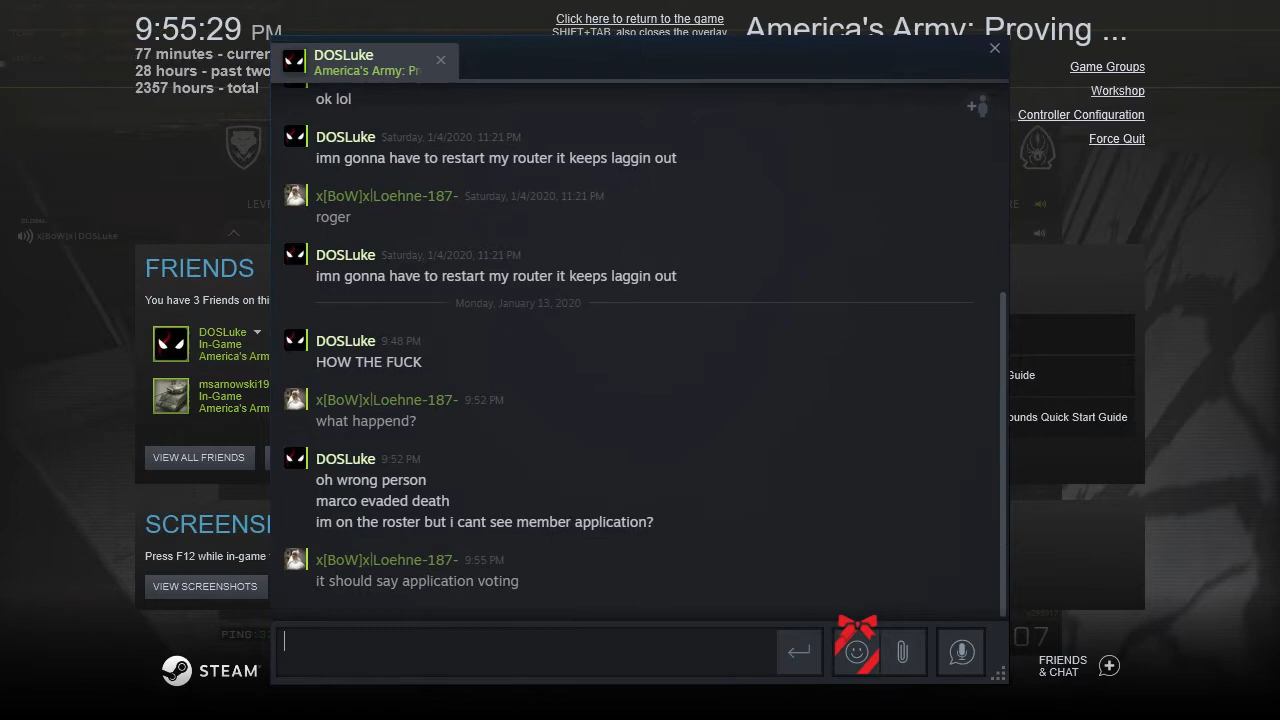 9:55:29 PM
77 minutes - curren
28 hours - past two
2357 hours - total
Click here to return to the game
SHIFT+TAB also closes the overlay
America's Army: Proving ...
Game Groups
Workshop
Controller Configuration
Force Quit
DOSLuke
America's Army: Pr
ok lol
DOSLuke Saturday, 1/4/2020, 11:21 PM
imn gonna have to restart my router it keeps laggin out
x[BoW]x|Loehne-187- Saturday, 1/4/2020, 11:21 PM
roger
DOSLuke Saturday, 1/4/2020, 11:21 PM
imn gonna have to restart my router it keeps laggin out
Monday, January 13, 2020
DOSLuke 9:48 PM
HOW THE FUCK
x[BoW]x|Loehne-187- 9:52 PM
what happend?
DOSLuke 9:52 PM
oh wrong person
marco evaded death
im on the roster but i cant see member application?
x[BoW]x|Loehne-187- 9:55 PM
it should say application voting
LEVE
RE
x[BoW]x|DOSLuke
FRIENDS
You have 3 Friends on this
DOSLuke
In-Game
America's Arm
msarnowski19
In-Game
America's Arm
VIEW ALL FRIENDS
Guide
ounds Quick Start Guide
SCREENS
Press F12 while in-game
VIEW SCREENSHOTS
PING:
07
STEAM
FRIENDS
& CHAT